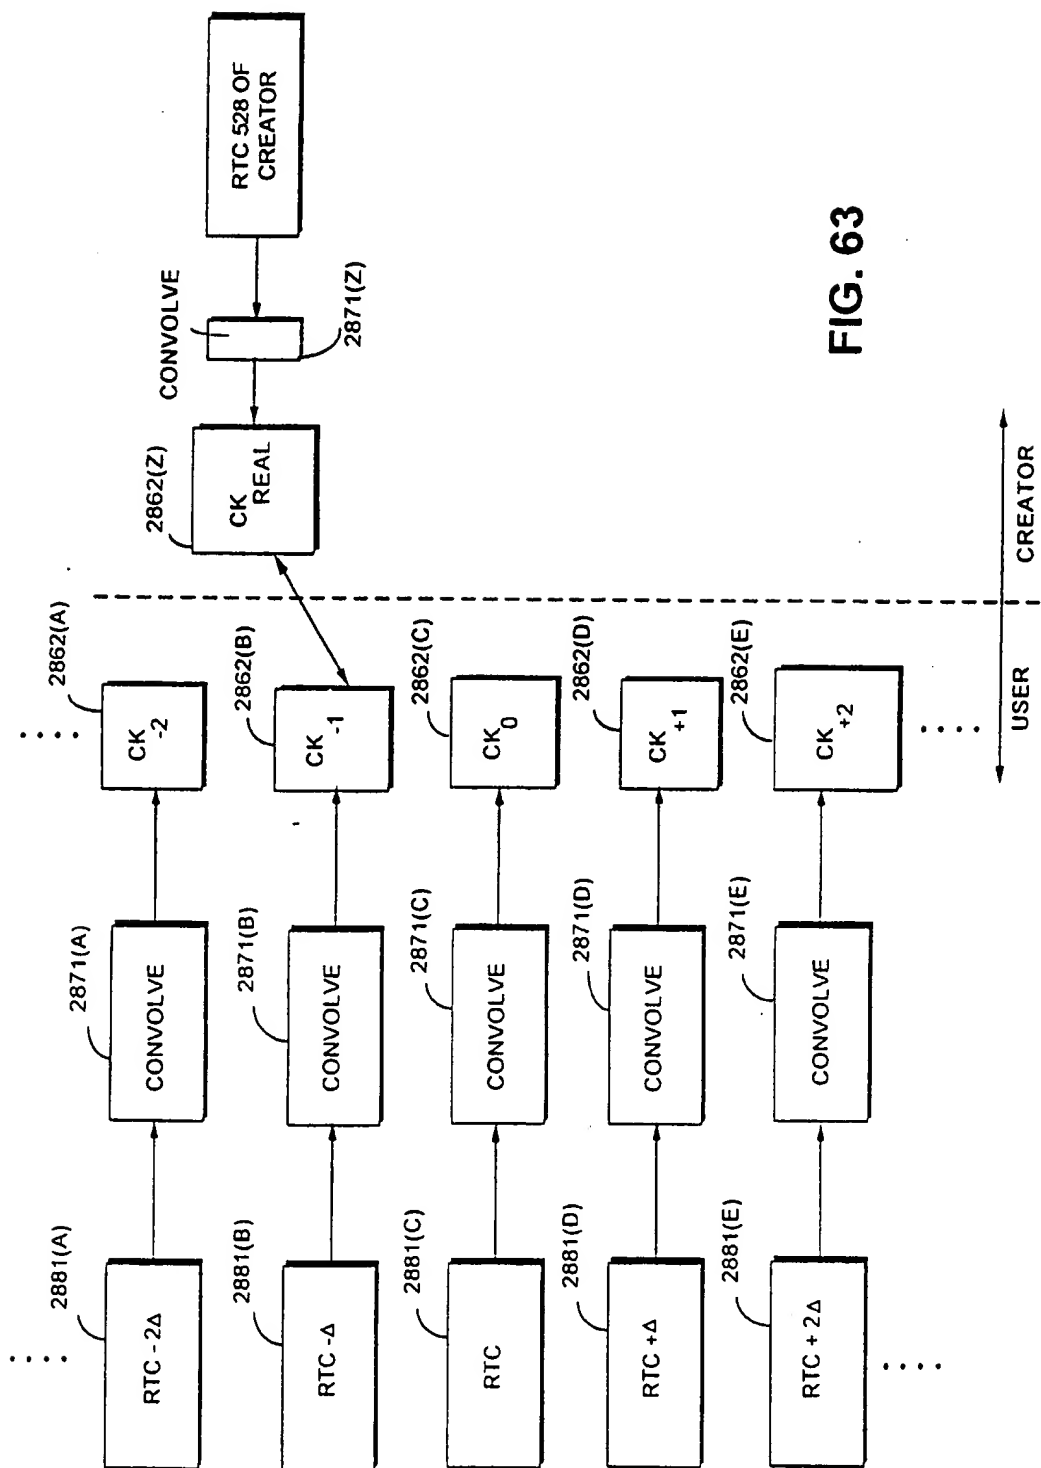 RTC 528 OF
CREATOR
CONVOLVE
2871(Z)
2862(Z)
CK REAL
2862(A)
CK -2
2871(A)
CONVOLVE
2881(A)
RTC - 2Δ
2862(B)
CK -1
2871(B)
CONVOLVE
2881(B)
RTC -Δ
2862(C)
CK 0
2871(C)
CONVOLVE
2881(C)
RTC
2862(D)
CK +1
2871(D)
CONVOLVE
2881(D)
RTC +Δ
2862(E)
CK +2
2871(E)
CONVOLVE
2881(E)
RTC + 2Δ
USER
CREATOR
FIG. 63